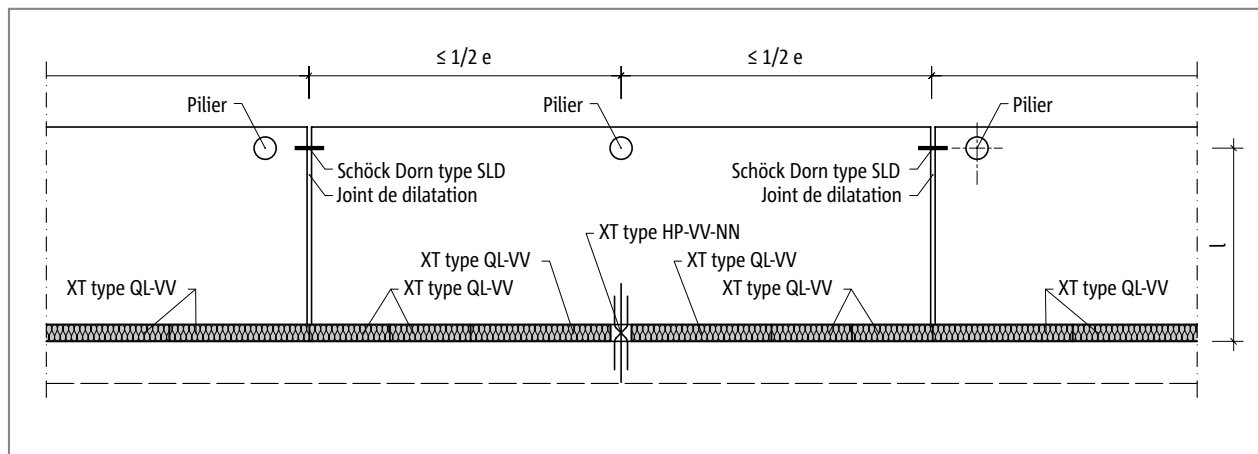 ≤ 1/2 e
≤ 1/2 e
Pilier
Pilier
Pilier
Schöck Dorn type SLD
Joint de dilatation
Schöck Dorn type SLD
Joint de dilatation
l
XT type HP-VV-NN
XT type QL-VV
XT type QL-VV
XT type QL-VV
XT type QL-VV
XT type QL-VV
XT type QL-VV